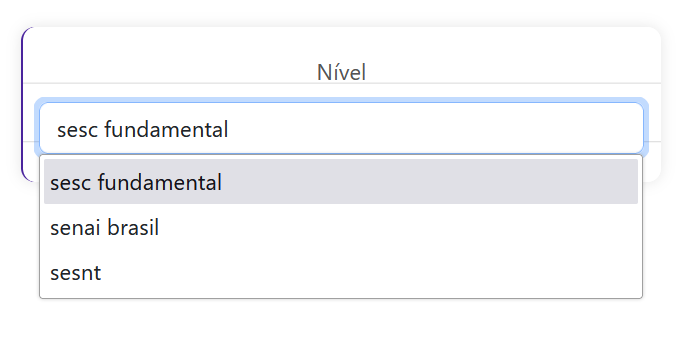 Nível
sesc fundamental
sesc fundamental
senai brasil
sesnt